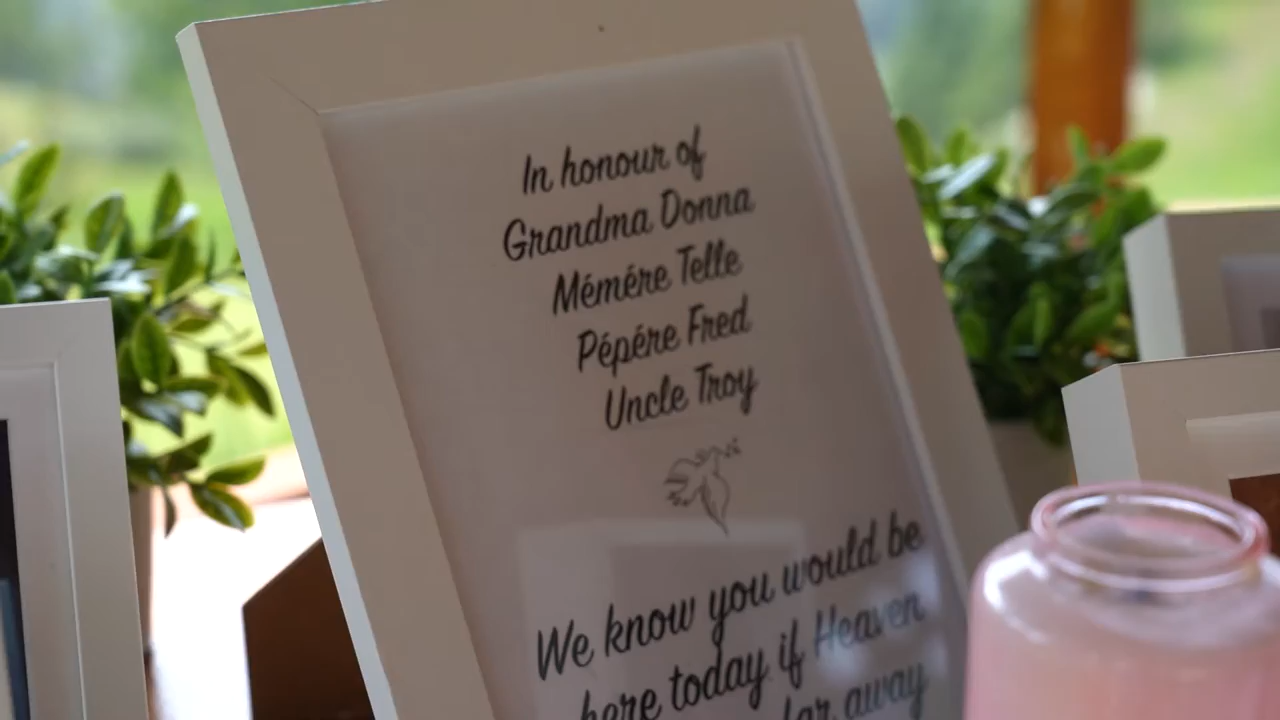 In honour of
Grandma Donna
Mémére Telle
Pépére Fred
Uncle Troy
We know you would be
here today if Heaven
far away